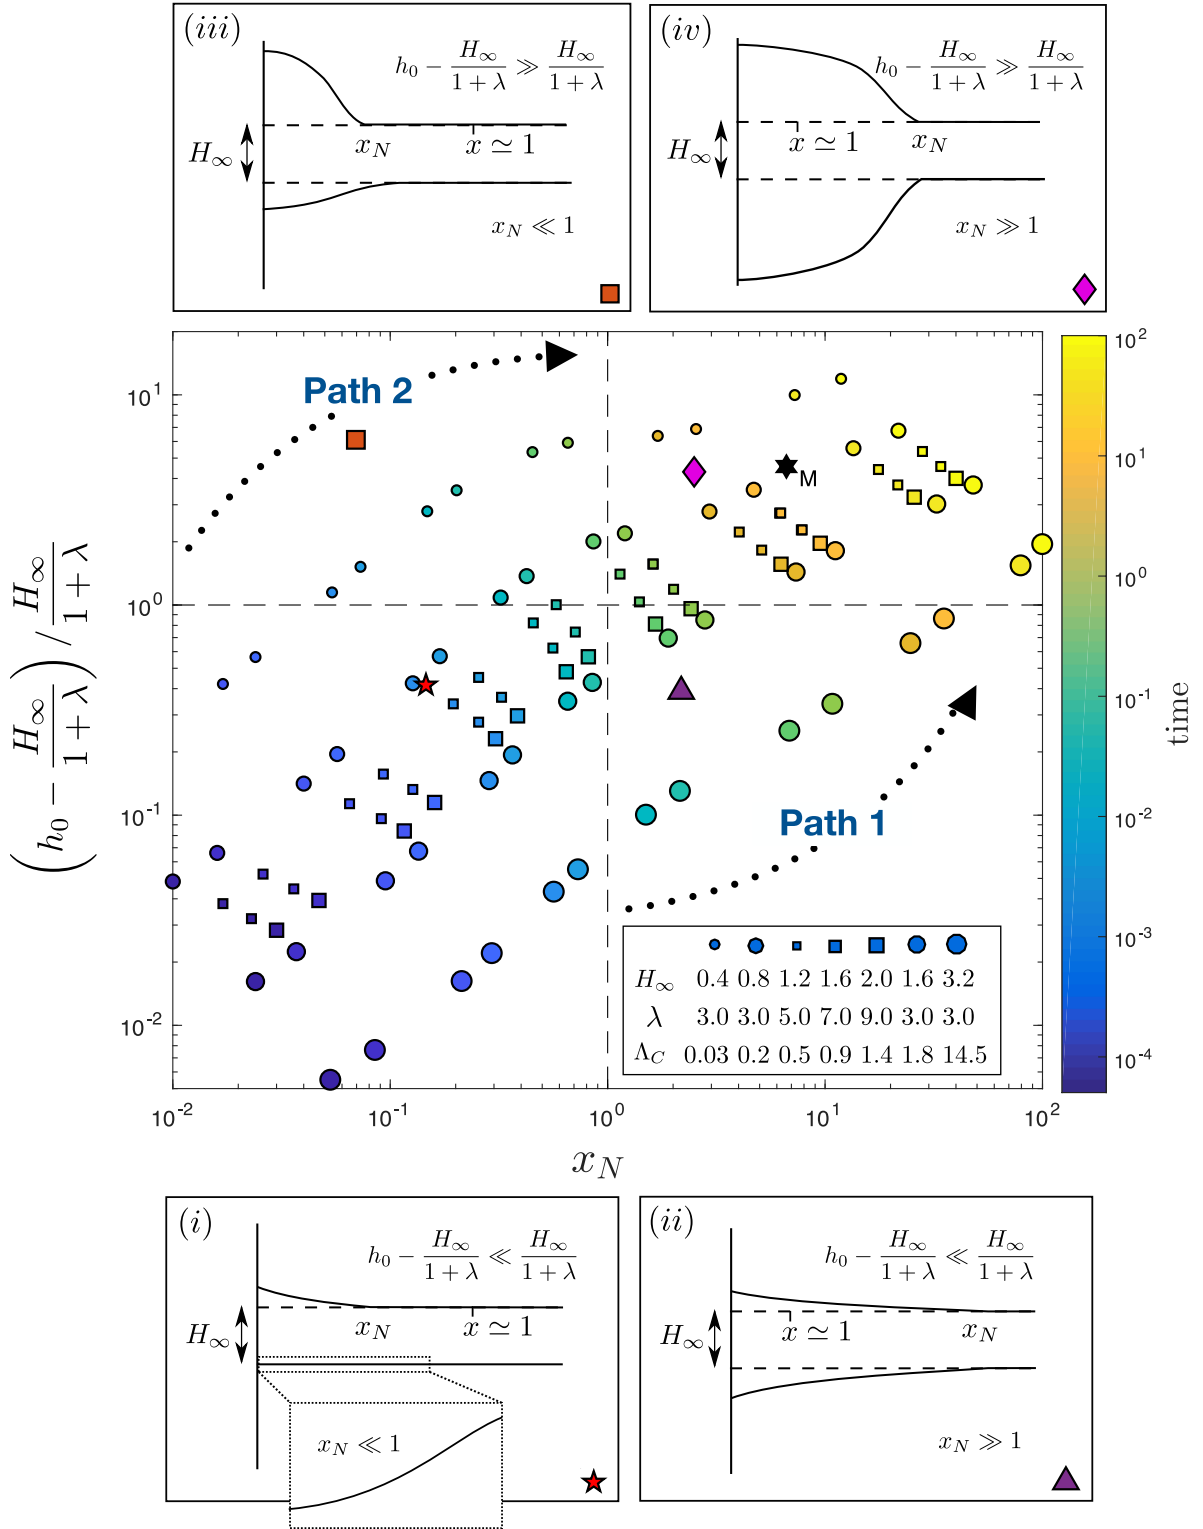 (iii)
h₀ − H∞/(1 + λ) ≫ H∞/(1 + λ)
H∞
x_N
x ≃ 1
x_N ≪ 1
(iv)
h₀ − H∞/(1 + λ) ≫ H∞/(1 + λ)
H∞
x ≃ 1
x_N
x_N ≫ 1
(h₀ − H∞/(1 + λ)) / H∞/(1 + λ)
10¹
10⁰
10⁻¹
10⁻²
Path 2
M
Path 1
H∞ 0.4 0.8 1.2 1.6 2.0 1.6 3.2
λ 3.0 3.0 5.0 7.0 9.0 3.0 3.0
Λ_C 0.03 0.2 0.5 0.9 1.4 1.8 14.5
10⁻² 10⁻¹ 10⁰ 10¹ 10²
x_N
10²
10¹
10⁰
10⁻¹
10⁻²
10⁻³
10⁻⁴
time
(i)
h₀ − H∞/(1 + λ) ≪ H∞/(1 + λ)
H∞
x_N
x ≃ 1
x_N ≪ 1
(ii)
h₀ − H∞/(1 + λ) ≪ H∞/(1 + λ)
H∞
x ≃ 1
x_N
x_N ≫ 1